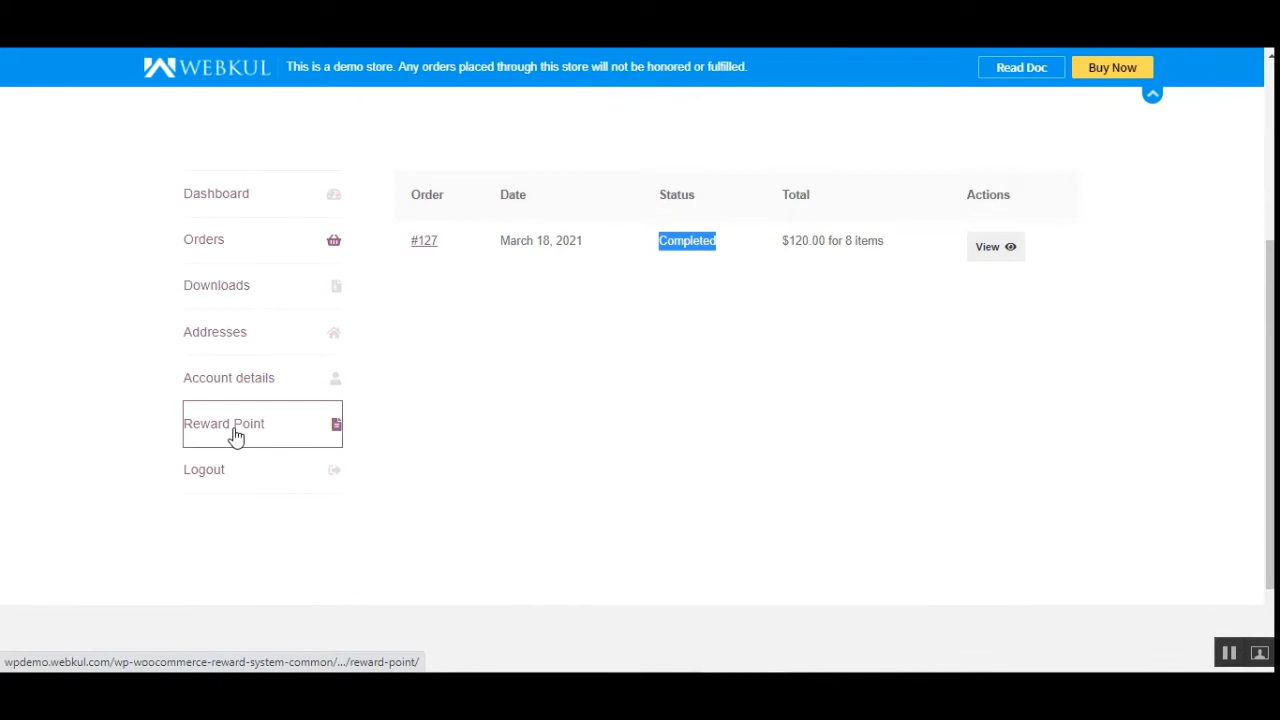 WEBKUL This is a demo store. Any orders placed through this store will not be honored or fulfilled. Read Doc Buy Now
Dashboard
Orders
Downloads
Addresses
Account details
Reward Point
Logout
Order Date Status Total Actions
#127 March 18, 2021 Completed $120.00 for 8 items View
wpdemo.webkul.com/wp-woocommerce-reward-system-common/.../reward-point/